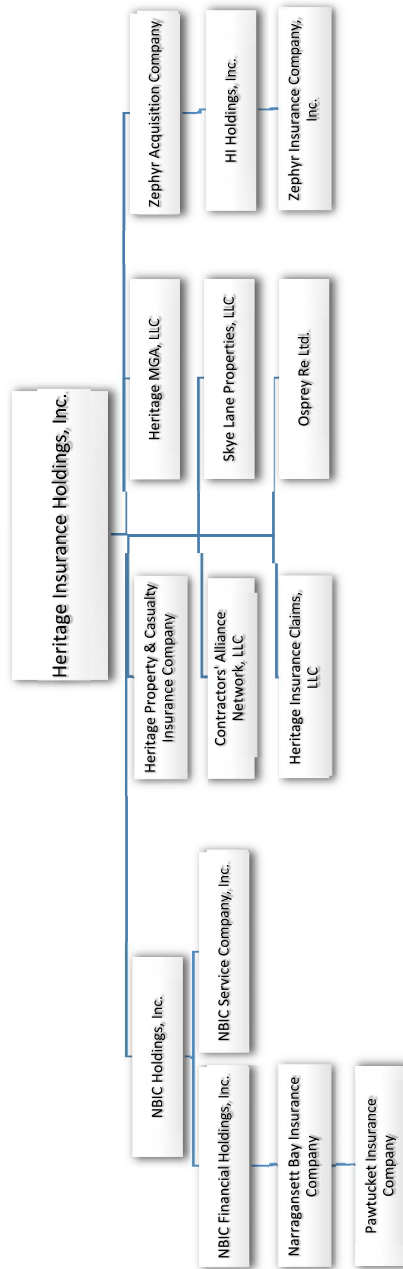 Heritage Insurance Holdings, Inc.
NBIC Holdings, Inc.
Heritage Property & Casualty
Insurance Company
Heritage MGA, LLC
Zephyr Acquisition Company
NBIC Financial Holdings, Inc.
NBIC Service Company, Inc.
Contractors' Alliance
Network, LLC
Skye Lane Properties, LLC
HI Holdings, Inc.
Narragansett Bay Insurance
Company
Heritage Insurance Claims,
LLC
Osprey Re Ltd.
Zephyr Insurance Company,
Inc.
Pawtucket Insurance
Company